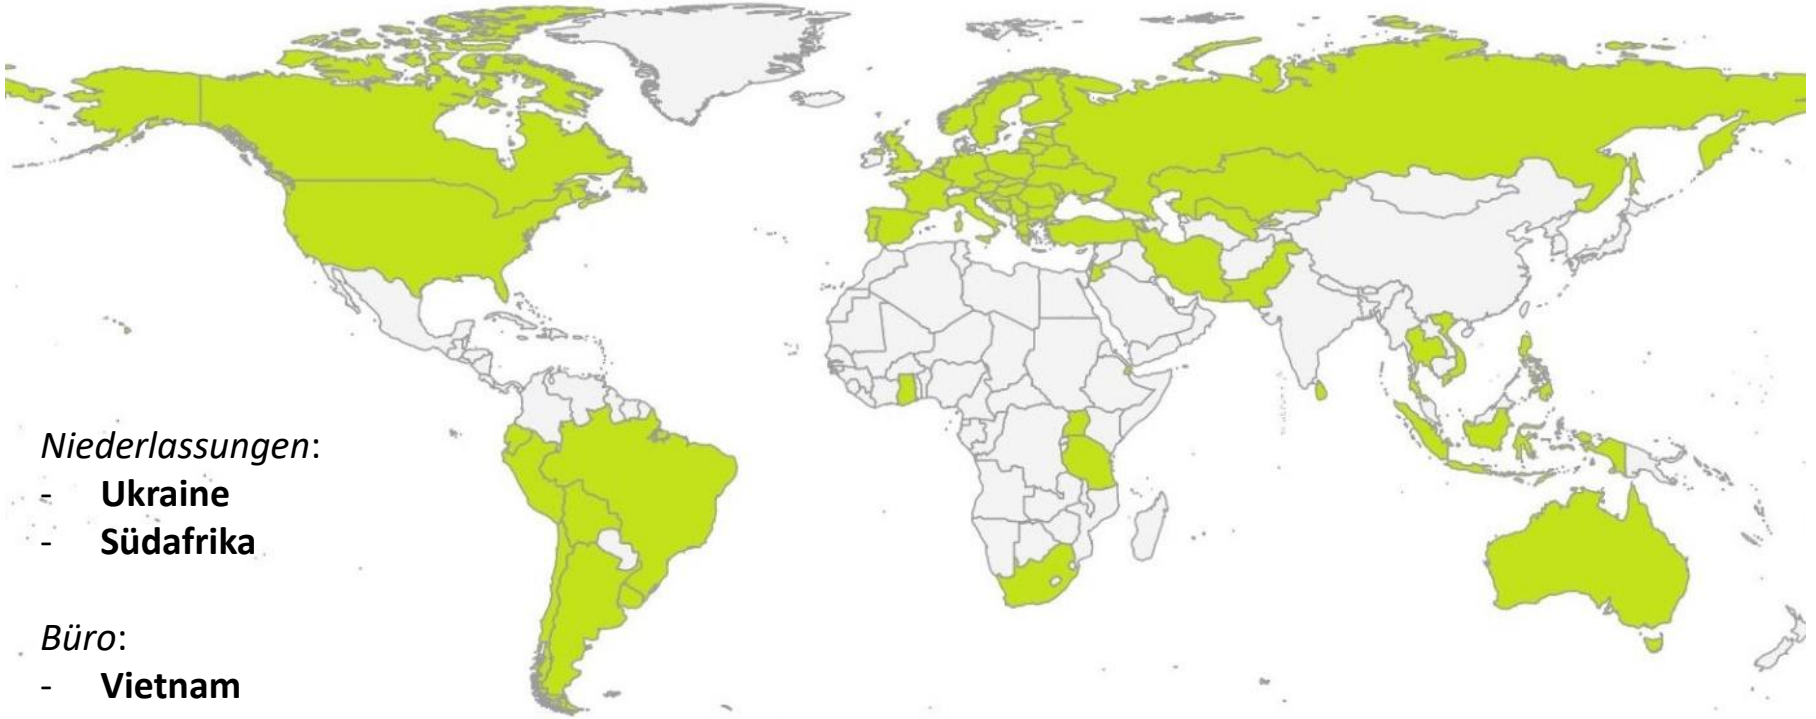 Niederlassungen:
- Ukraine
- Südafrika
Büro:
- Vietnam